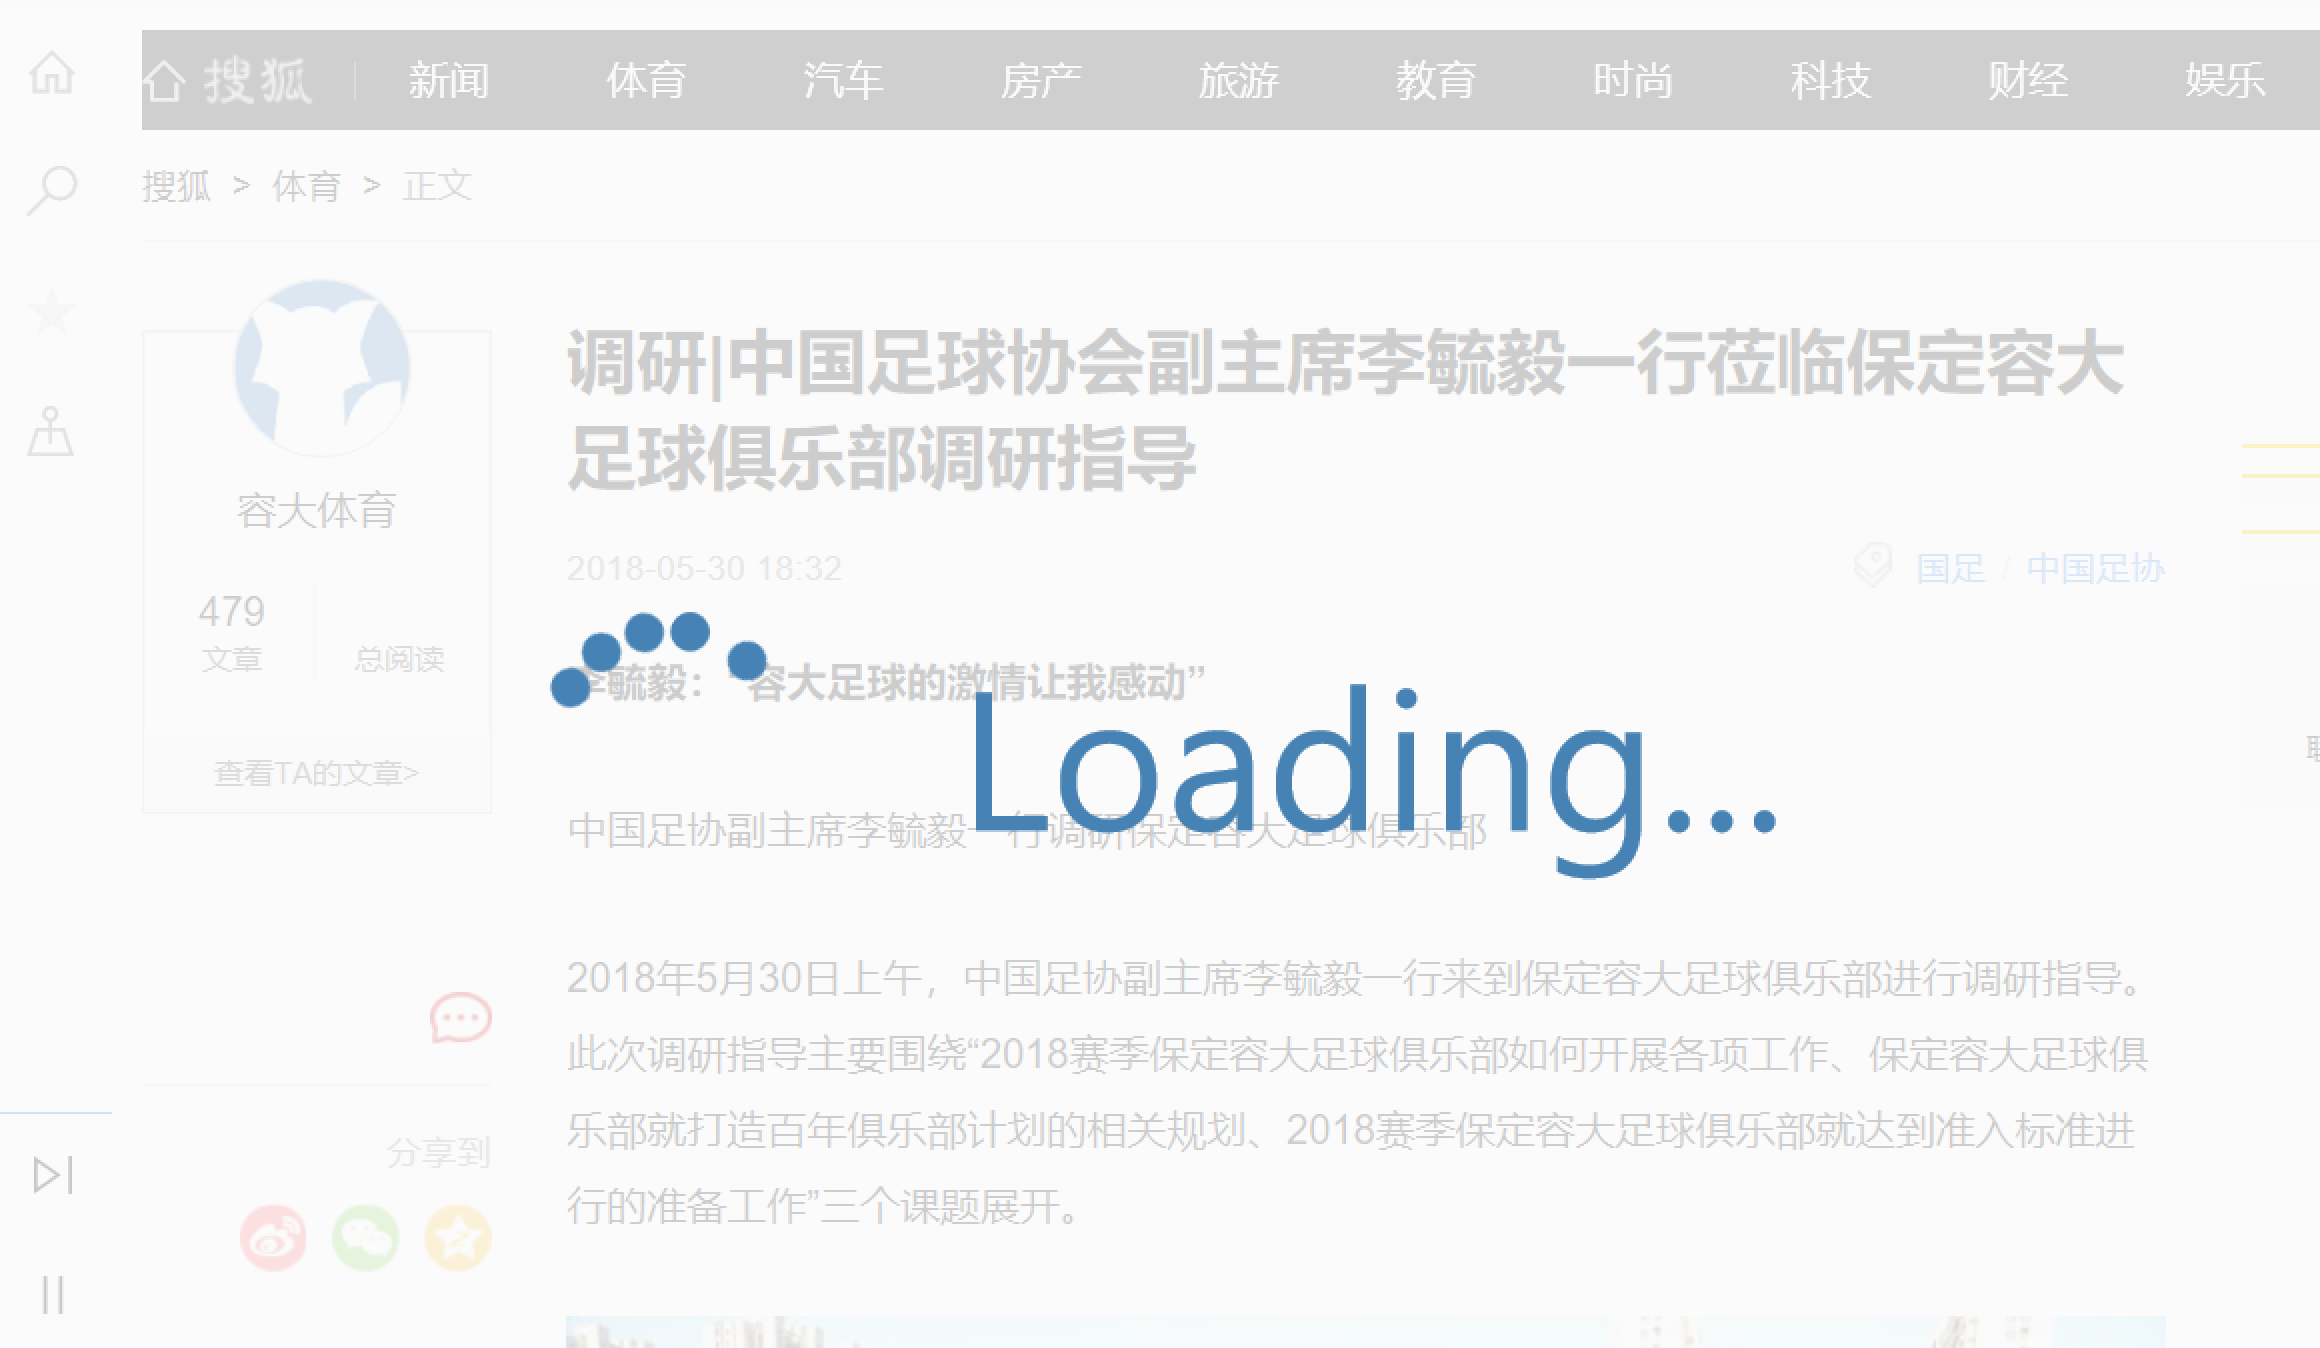 搜狐 新闻 体育 汽车 房产 旅游 教育 时尚 科技 财经 娱乐
搜狐 > 体育 > 正文
容大体育
479
文章 总阅读
查看TA的文章>
分享到
调研|中国足球协会副主席李毓毅一行莅临保定容大
足球俱乐部调研指导
2018-05-30 18:32
国足 / 中国足协
李毓毅：“容大足球的激情让我感动”
Loading...
中国足协副主席李毓毅一行调研保定容大足球俱乐部
2018年5月30日上午，中国足协副主席李毓毅一行来到保定容大足球俱乐部进行调研指导。
此次调研指导主要围绕“2018赛季保定容大足球俱乐部如何开展各项工作、保定容大足球俱
乐部就打造百年俱乐部计划的相关规划、2018赛季保定容大足球俱乐部就达到准入标准进
行的准备工作”三个课题展开。